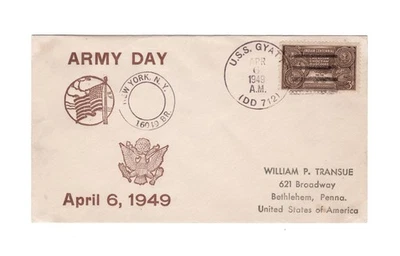 ARMY DAY
NEW YORK, N.Y.
U.S.S. GYATT
APR
6
1949
A.M.
(DD 712)
April 6, 1949
WILLIAM P. TRANSUE
621 Broadway
Bethlehem, Penna.
United States of America